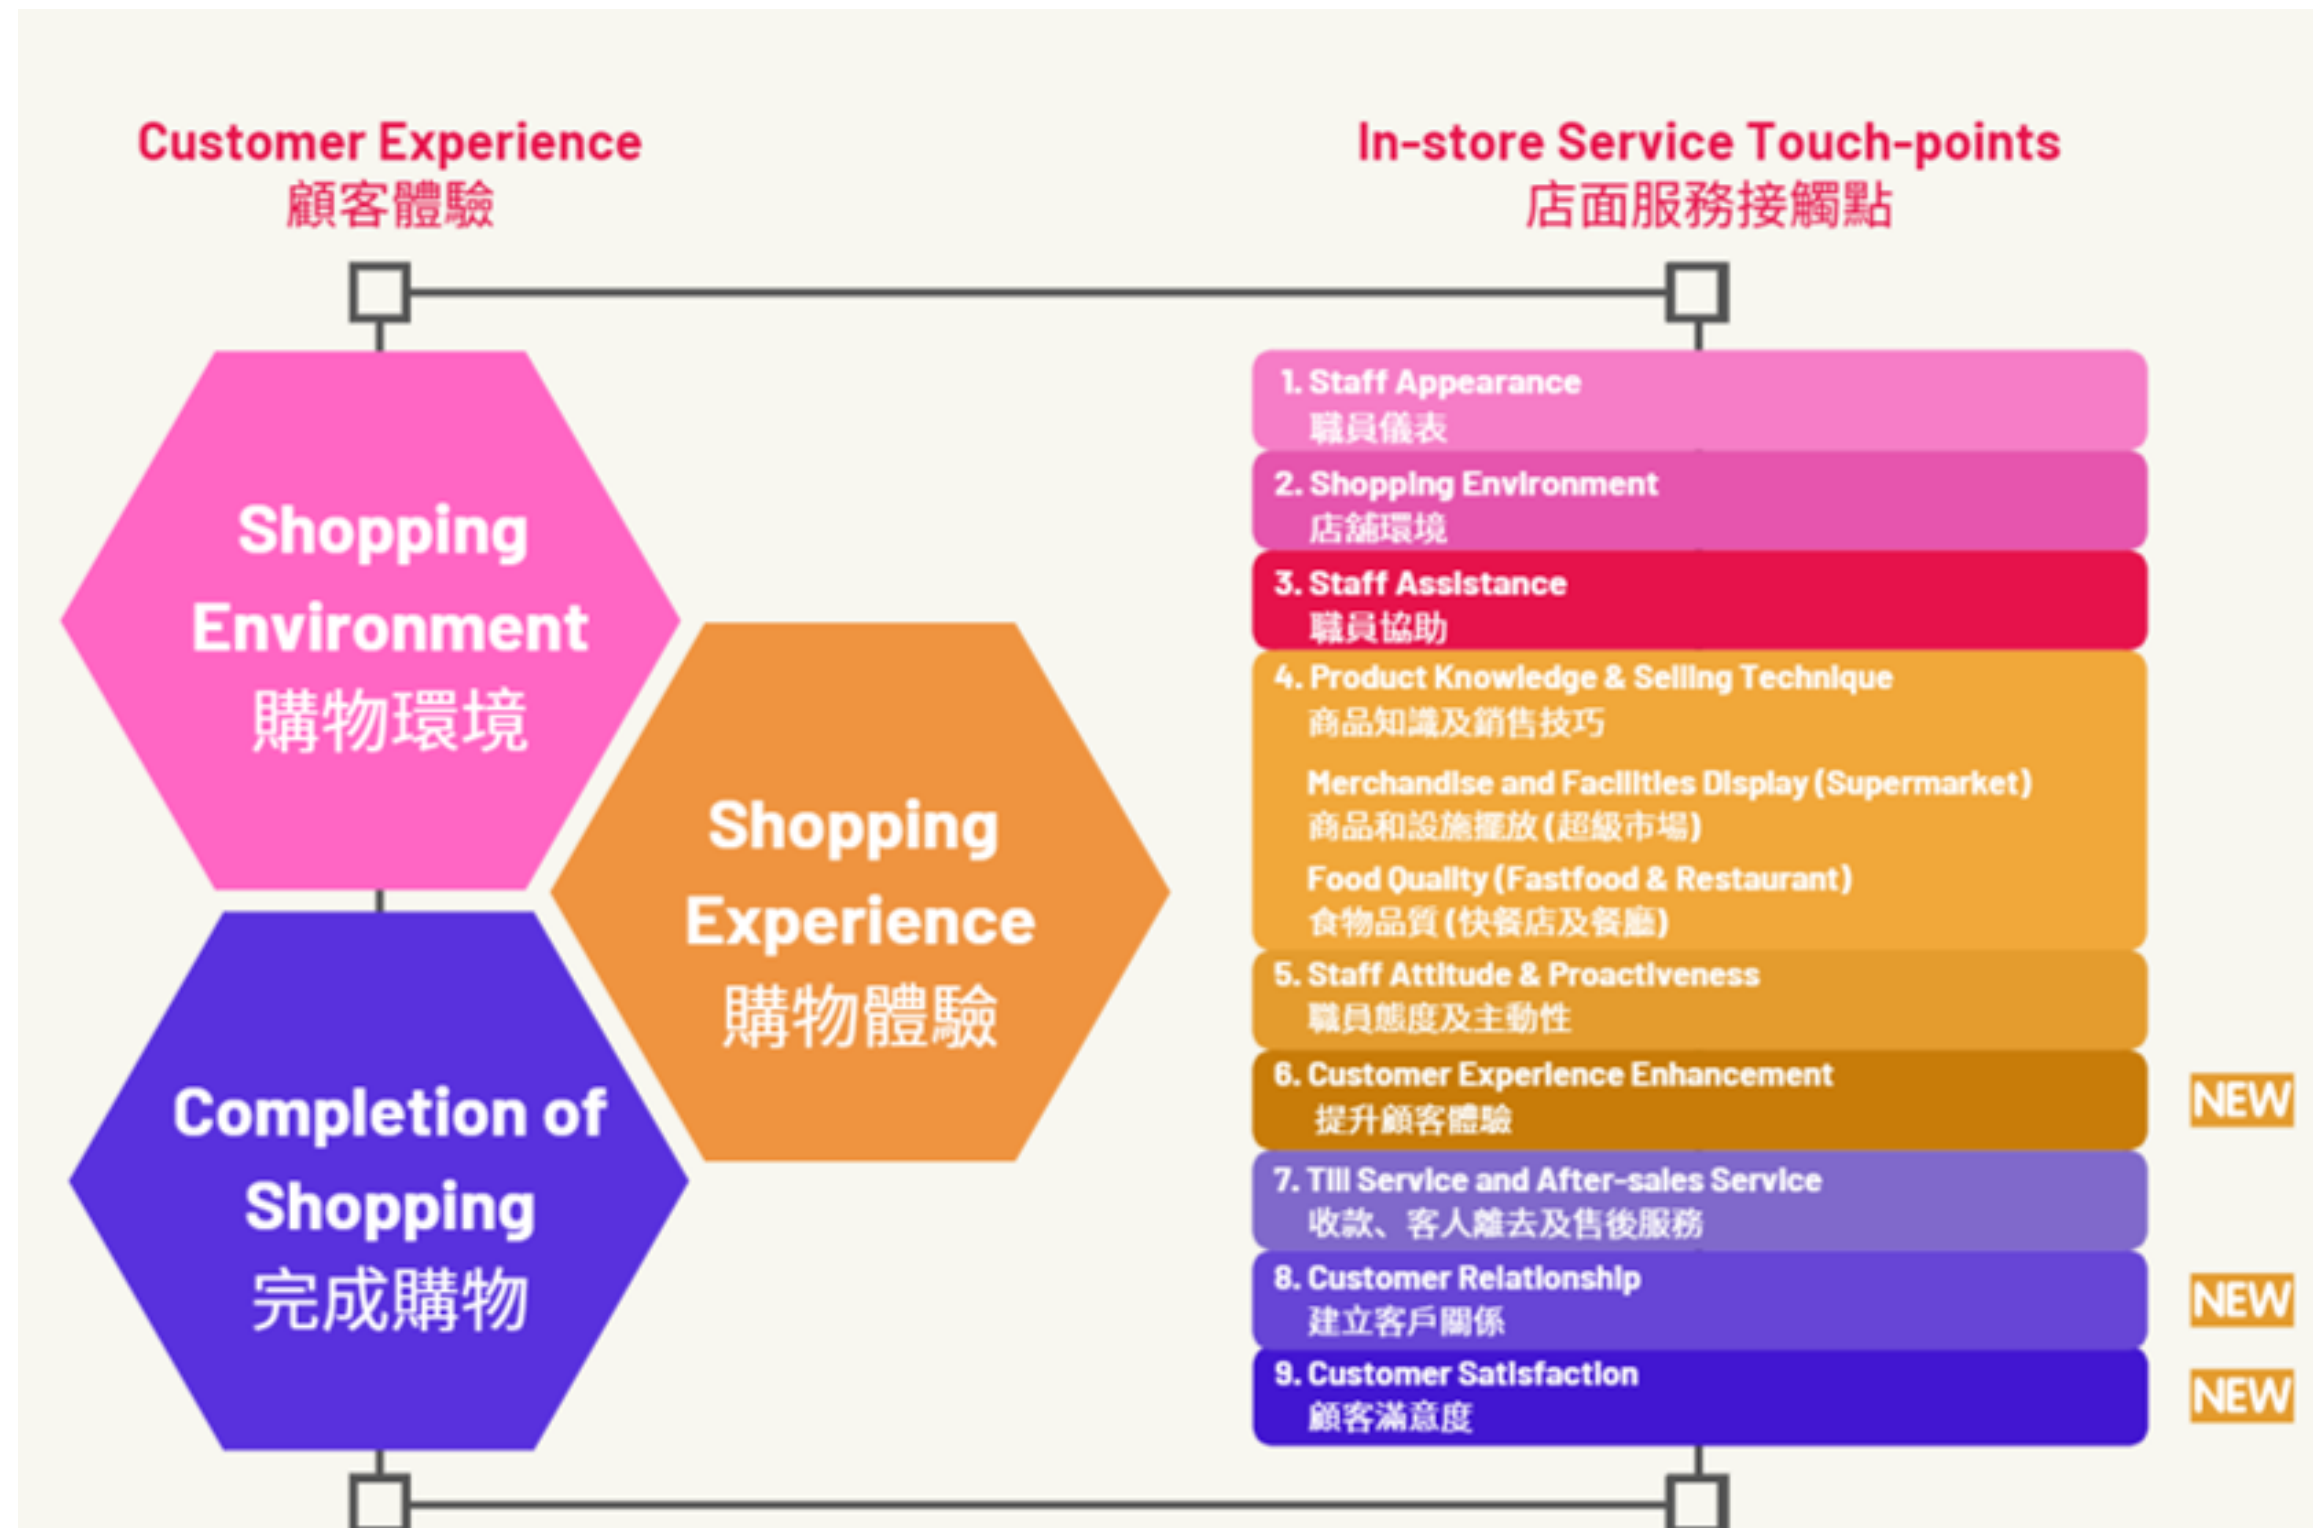 Customer Experience
顧客體驗
In-store Service Touch-points
店面服務接觸點
Shopping
Environment
購物環境
Shopping
Experience
購物體驗
Completion of
Shopping
完成購物
1. Staff Appearance
職員儀表
2. Shopping Environment
店舖環境
3. Staff Assistance
職員協助
4. Product Knowledge & Selling Technique
商品知識及銷售技巧
Merchandise and Facilities Display (Supermarket)
商品和設施擺放 (超級市場)
Food Quality (Fastfood & Restaurant)
食物品質 (快餐店及餐廳)
5. Staff Attitude & Proactiveness
職員態度及主動性
6. Customer Experience Enhancement
提升顧客體驗
NEW
7. Till Service and After-sales Service
收款、客人離去及售後服務
8. Customer Relationship
建立客戶關係
NEW
9. Customer Satisfaction
顧客滿意度
NEW